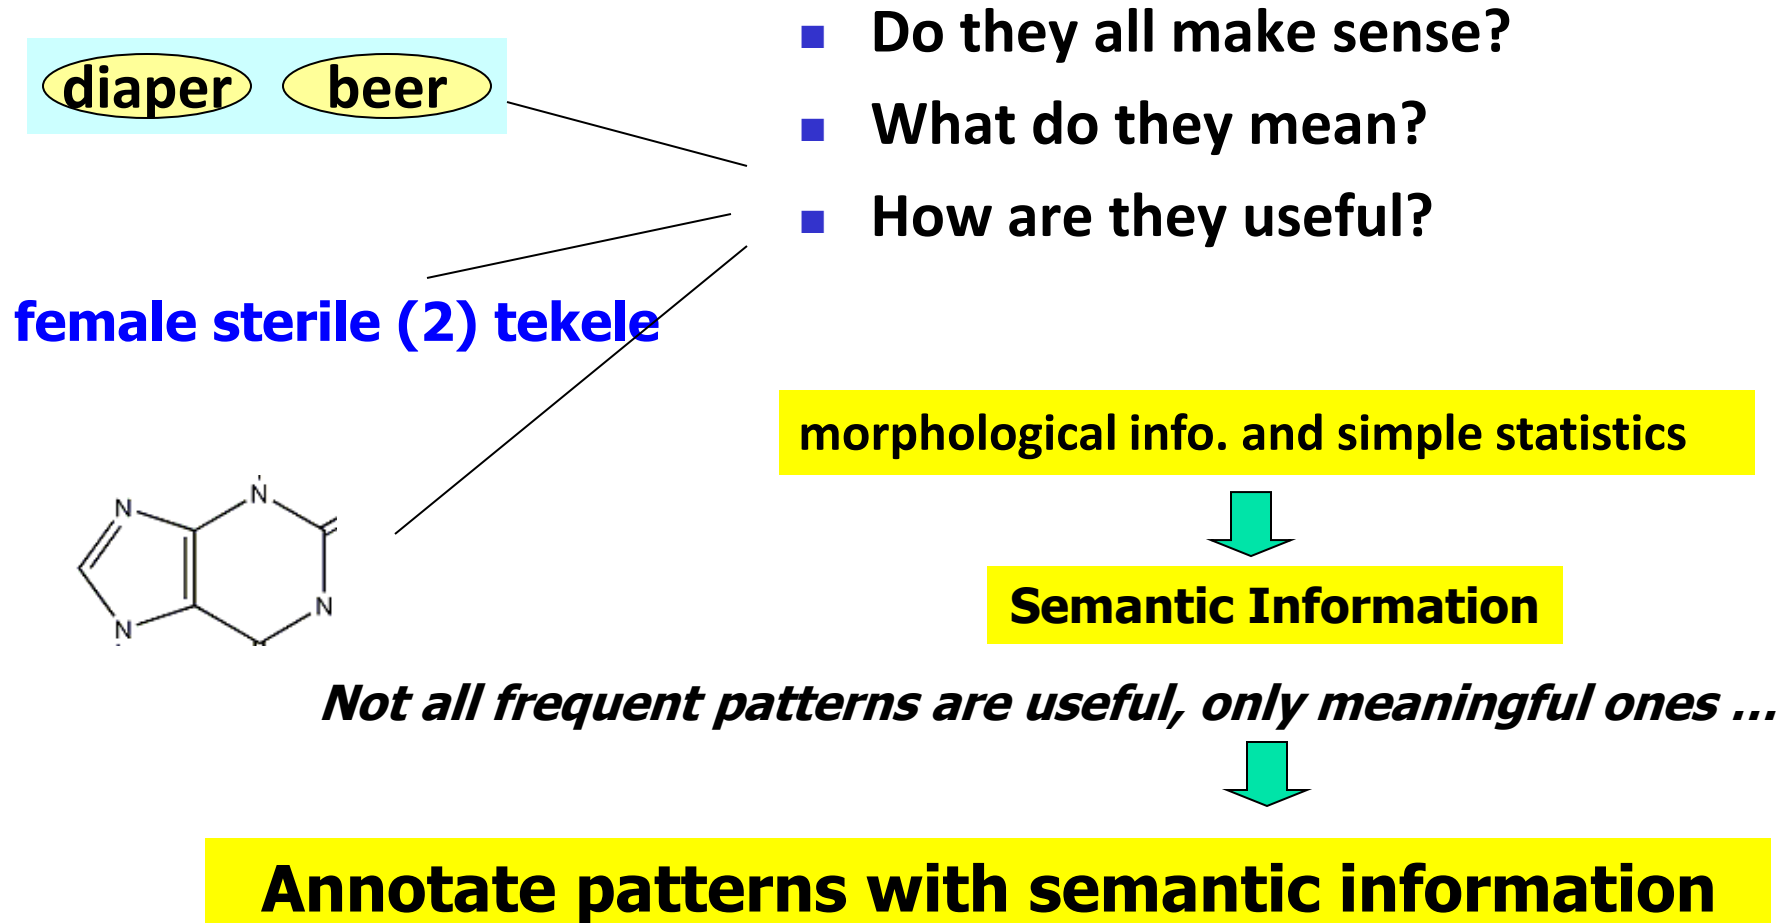 diaper beer
Do they all make sense?
What do they mean?
How are they useful?
female sterile (2) tekele
morphological info. and simple statistics
N N
N
N
Semantic Information
Not all frequent patterns are useful, only meaningful ones ...
Annotate patterns with semantic information